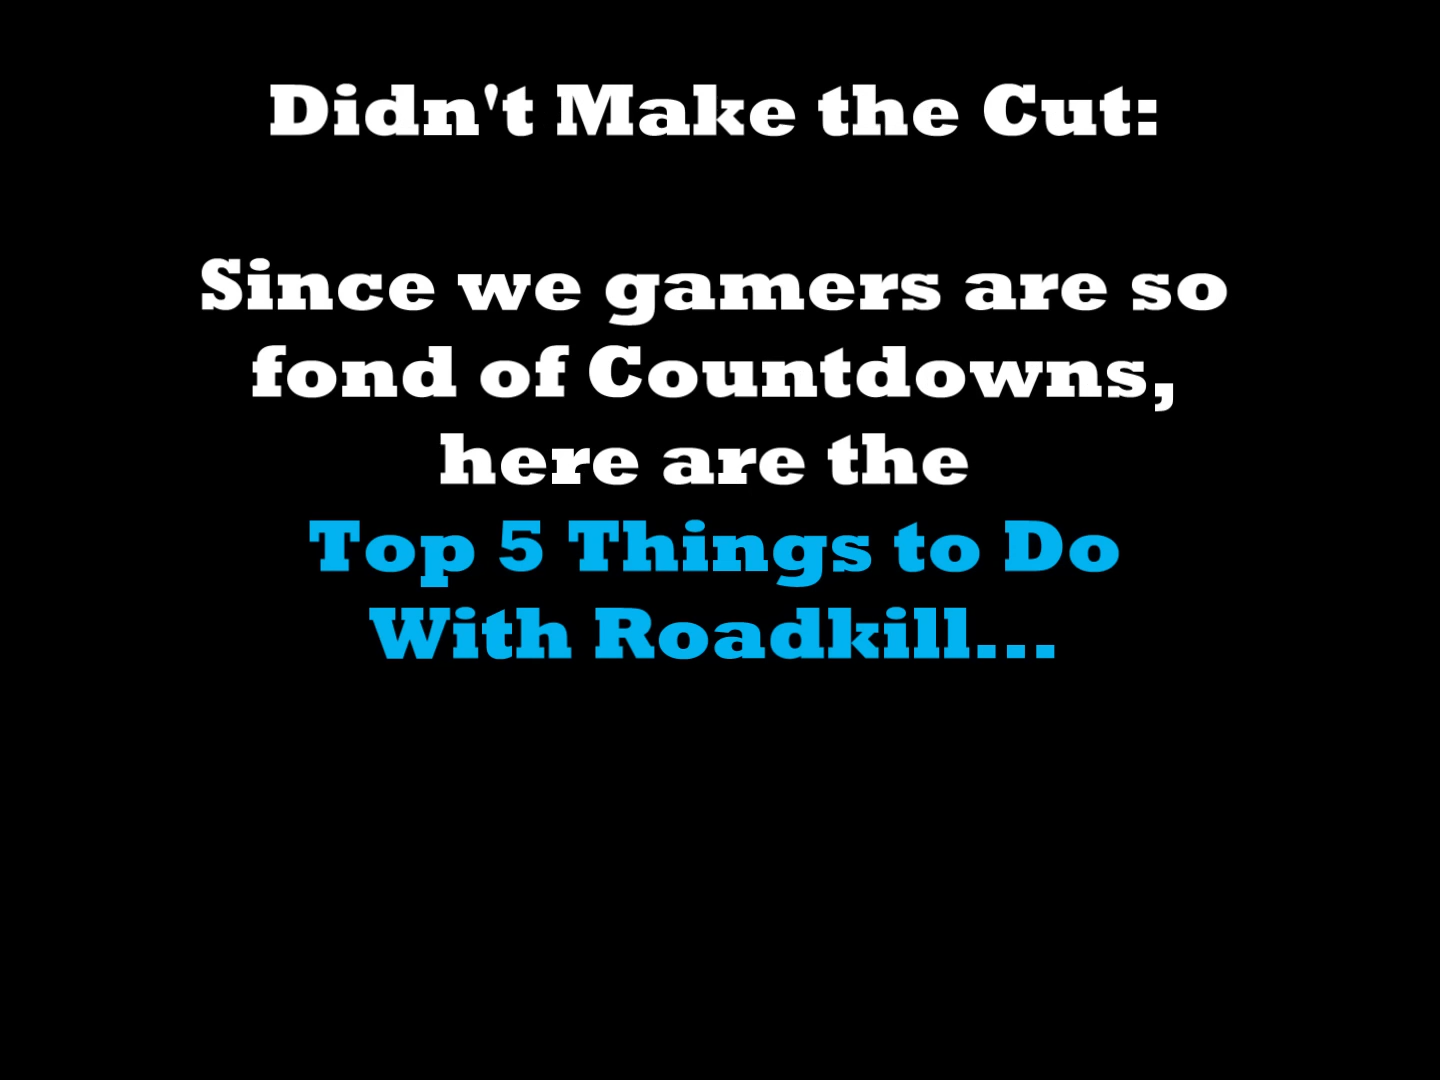 Didn't Make the Cut:
Since we gamers are so
fond of Countdowns,
here are the
Top 5 Things to Do
With Roadkill...